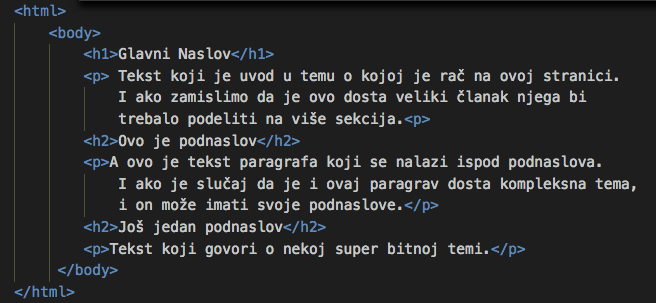 <html>
<body>
<h1>Glavni Naslov</h1>
<p> Tekst koji je uvod u temu o kojoj je rač na ovoj stranici.
I ako zamislimo da je ovo dosta veliki članak njega bi
trebalo podeliti na više sekcija.<p>
<h2>Ovo je podnaslov</h2>
<p>A ovo je tekst paragrafa koji se nalazi ispod podnaslova.
I ako je slučaj da je i ovaj paragrav dosta kompleksna tema,
i on može imati svoje podnaslove.</p>
<h2>Još jedan podnaslov</h2>
<p>Tekst koji govori o nekoj super bitnoj temi.</p>
</body>
</html>